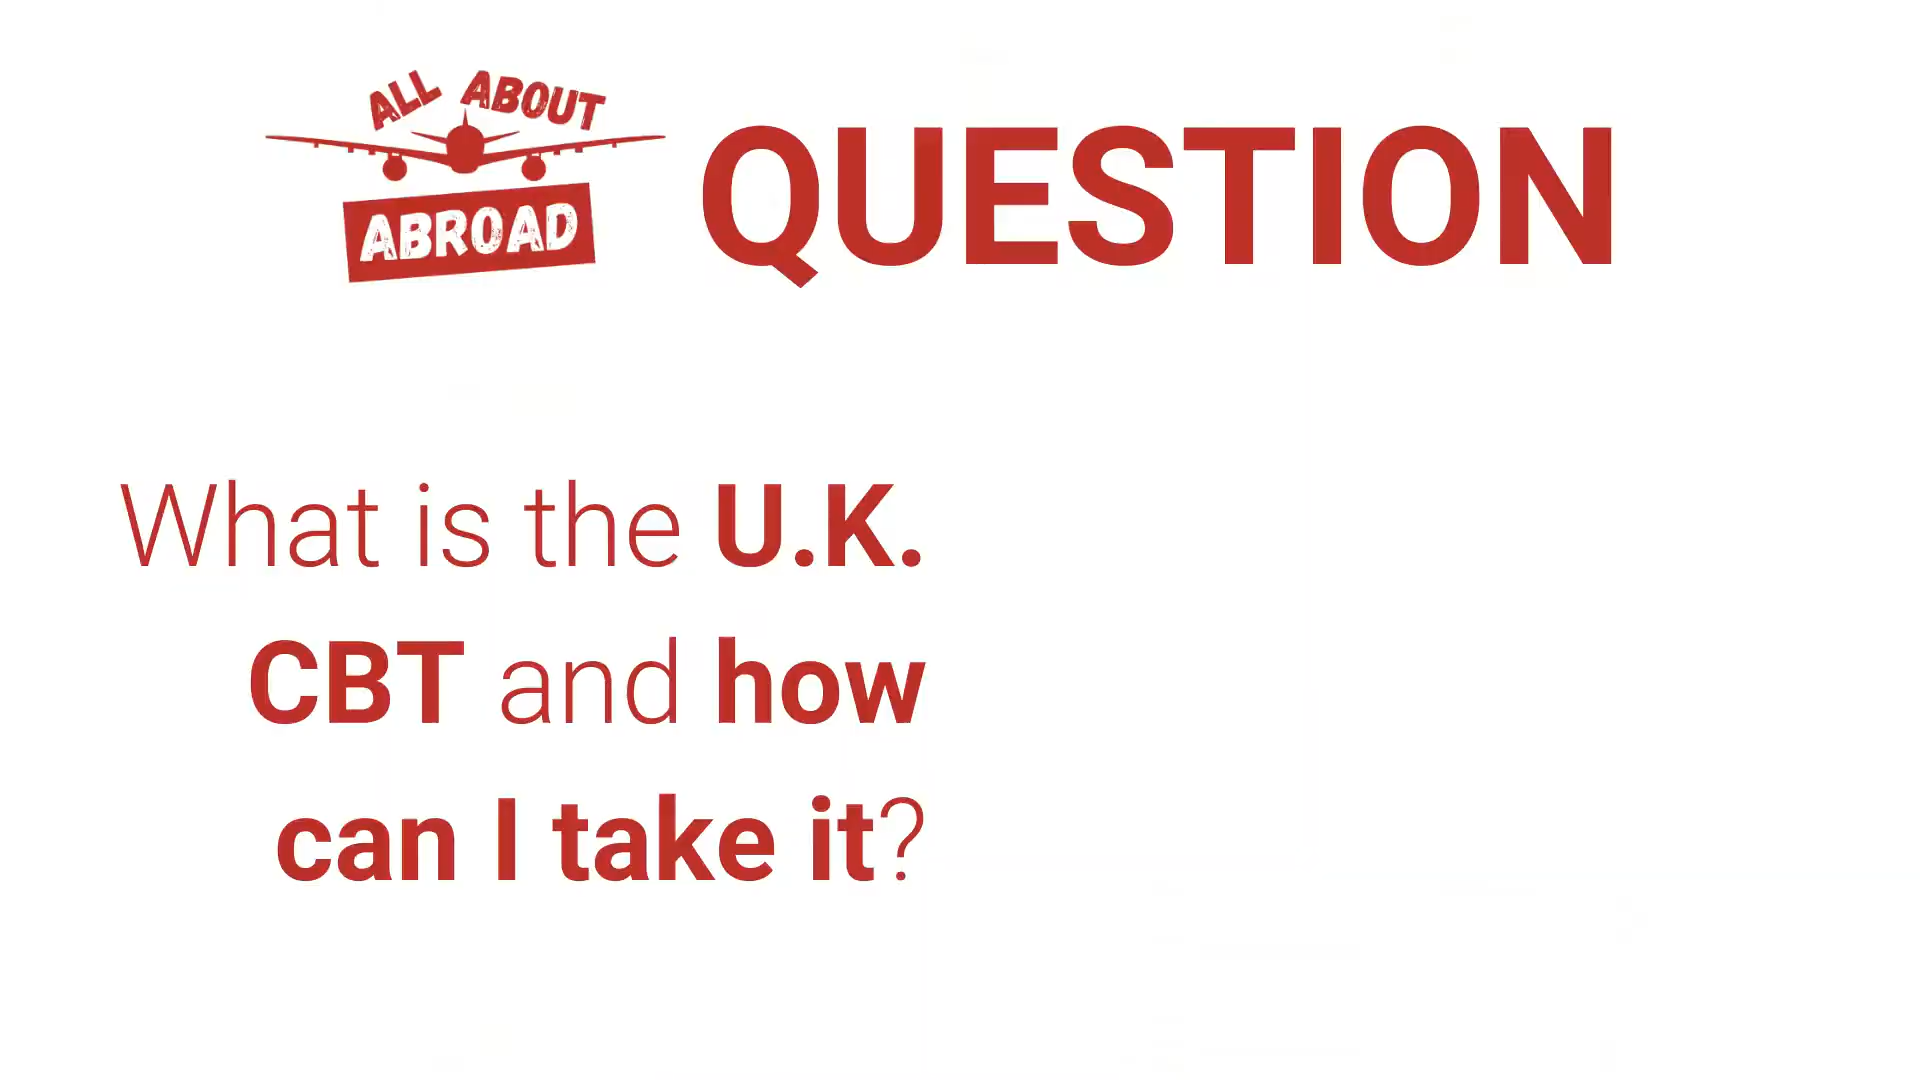 ALL ABOUT
ABROAD
QUESTION
What is the U.K.
CBT and how
can I take it?